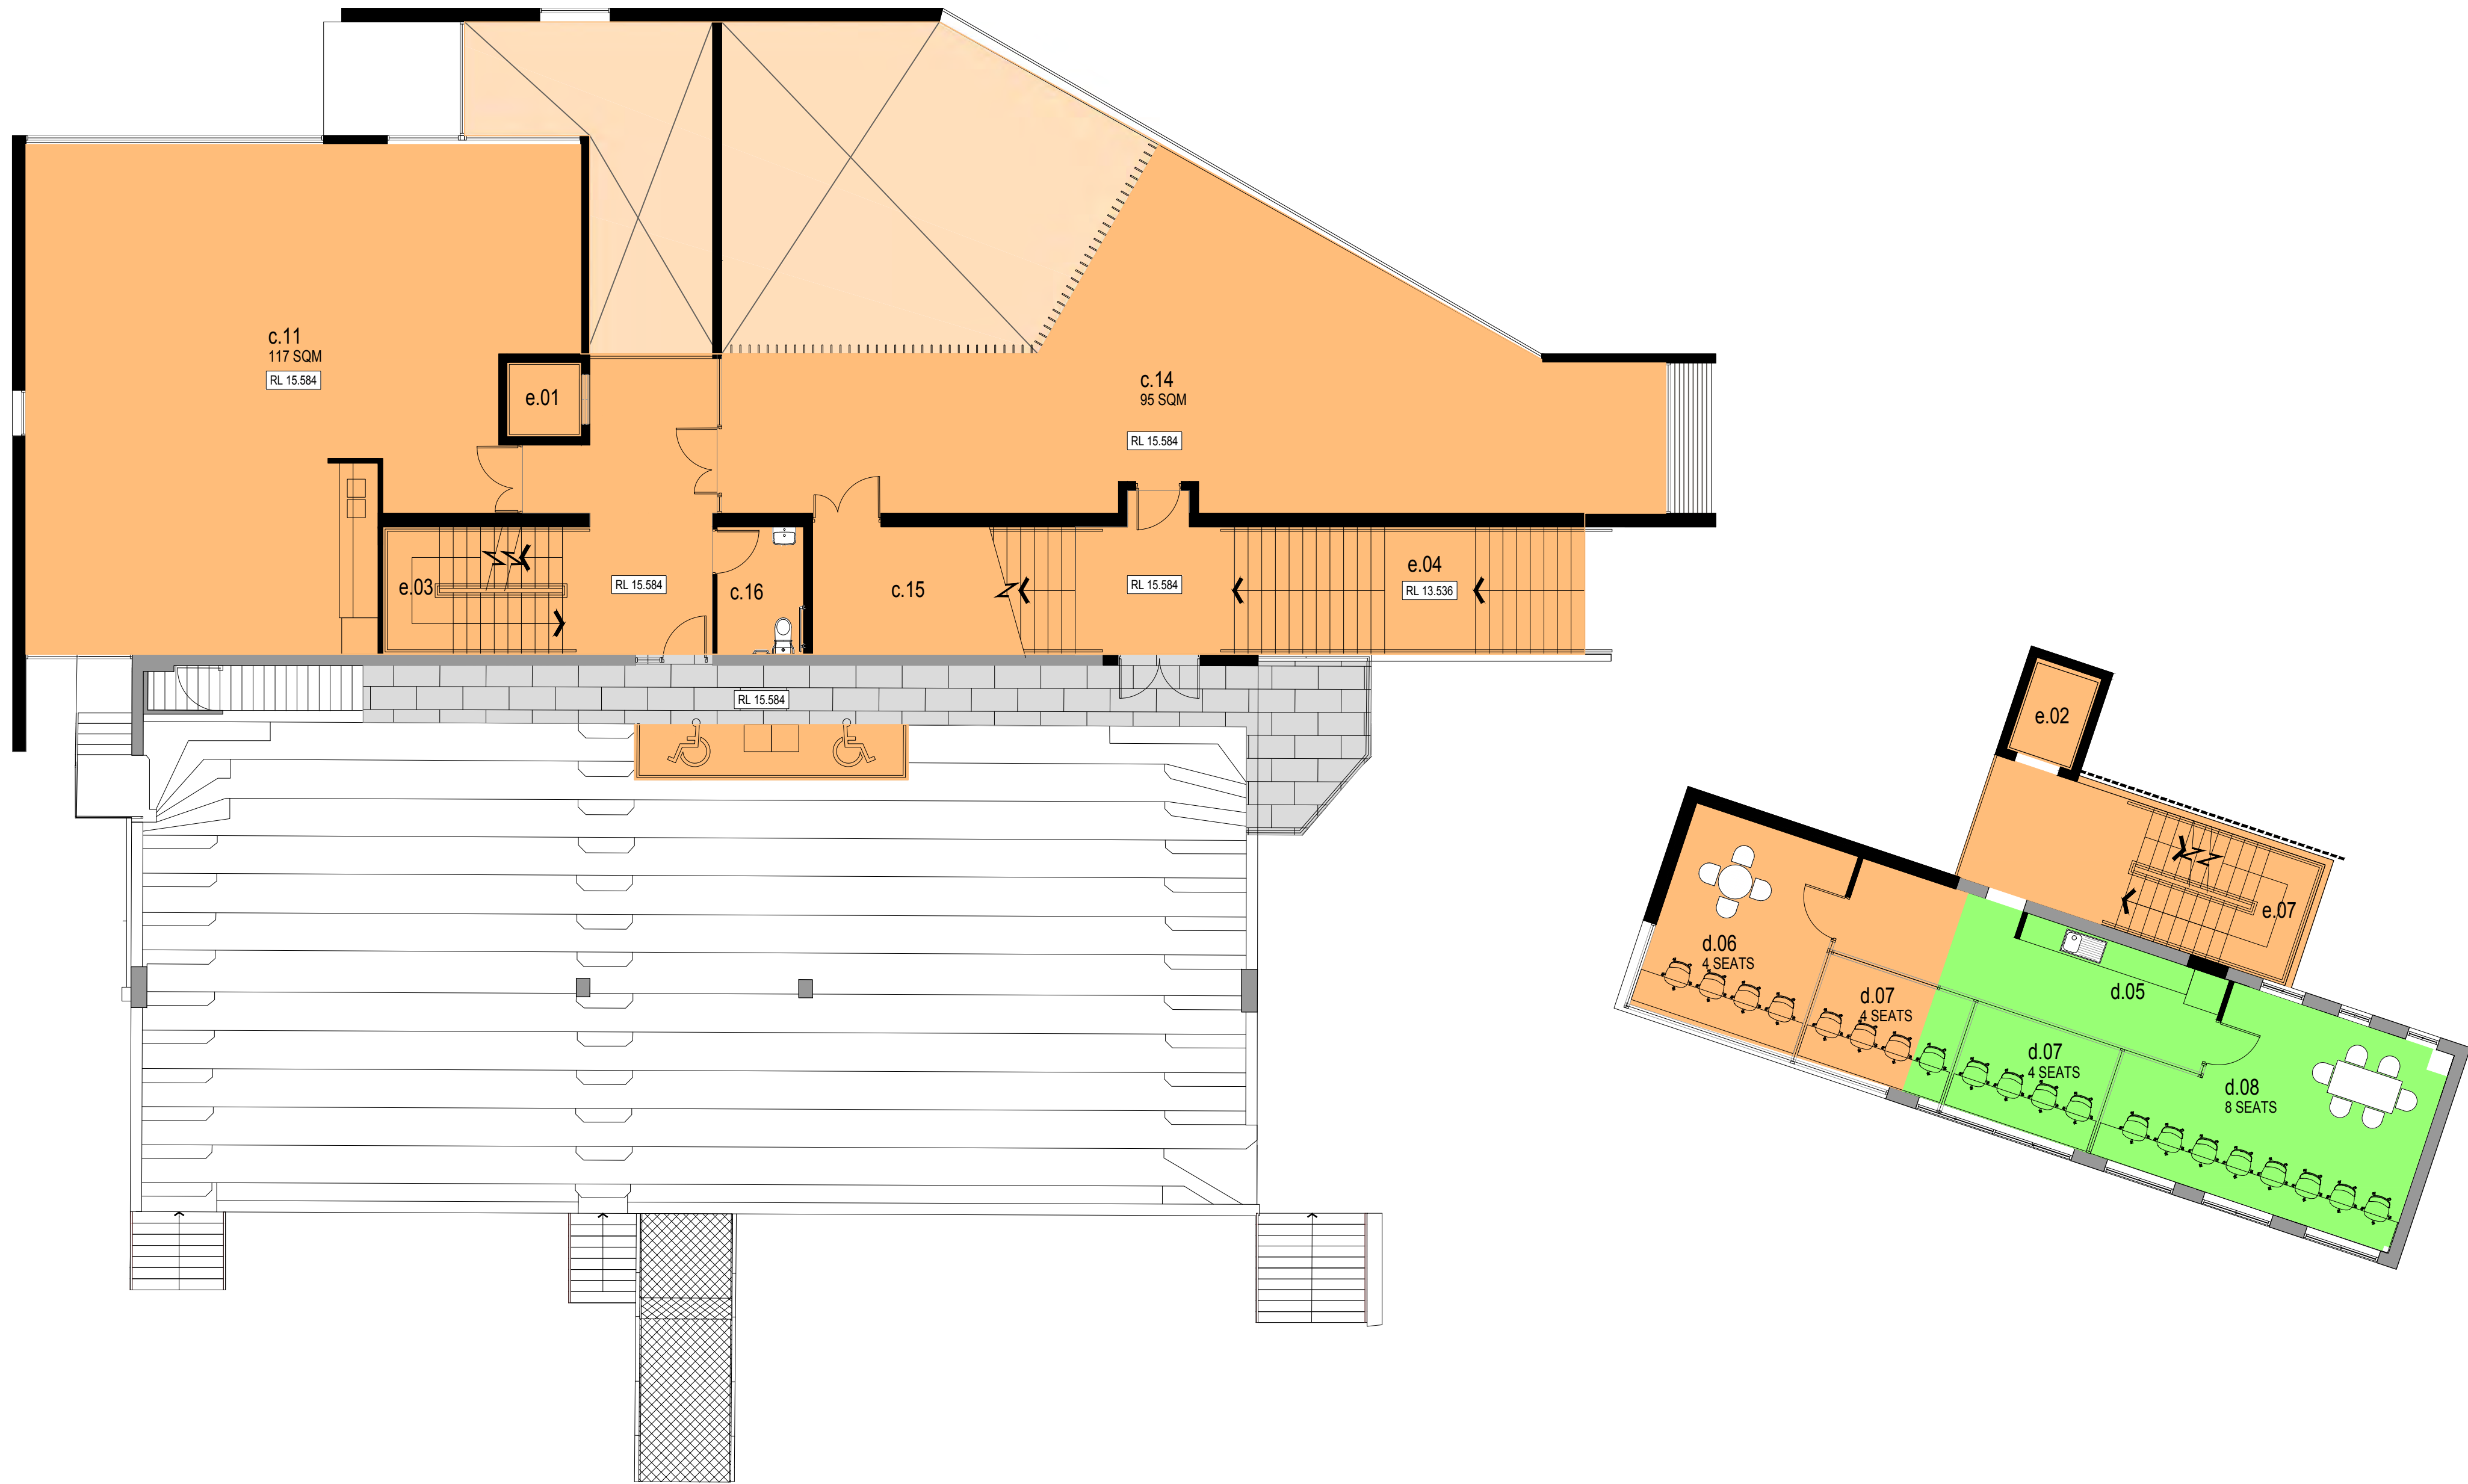 c.11
117 SQM
RL 15.584
e.01
c.14
95 SQM
RL 15.584
e.03
RL 15.584
c.16
c.15
RL 15.584
e.04
RL 13.536
RL 15.584
e.02
e.07
d.06
4 SEATS
d.07
4 SEATS
d.05
d.07
4 SEATS
d.08
8 SEATS